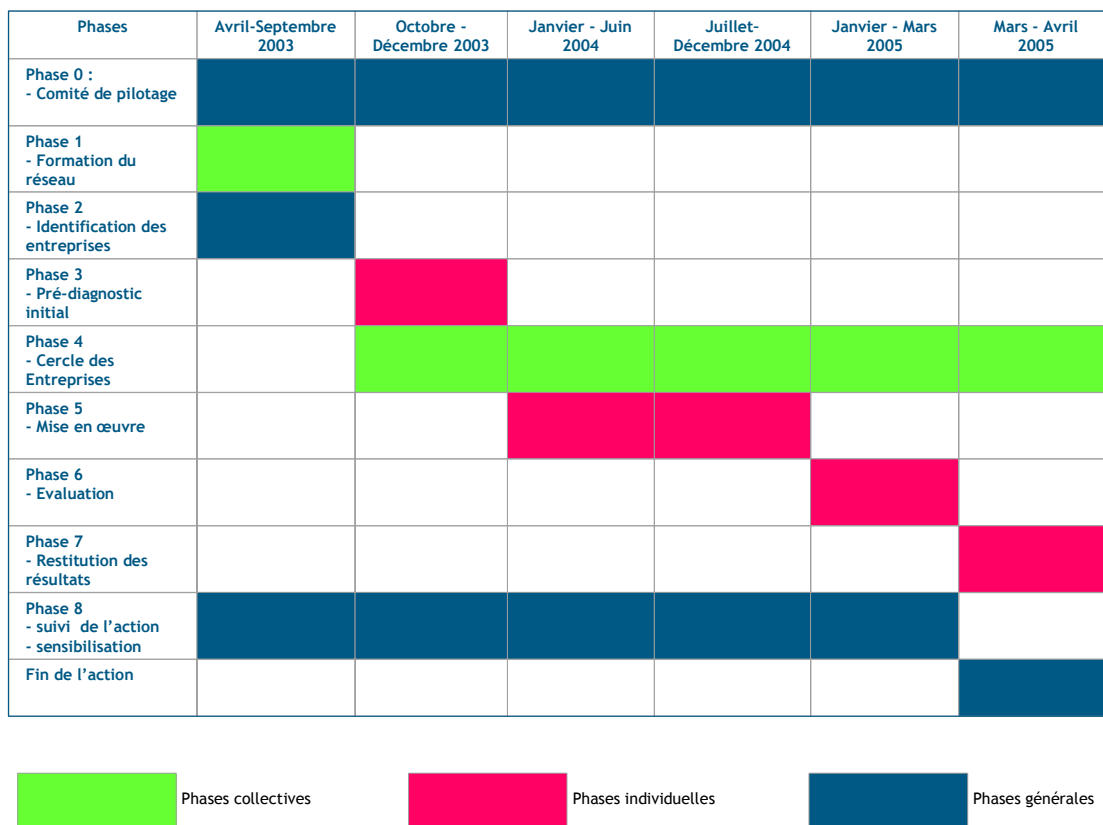 Phases
Avril-Septembre
2003
Octobre -
Décembre 2003
Janvier - Juin
2004
Juillet-
Décembre 2004
Janvier - Mars
2005
Mars - Avril
2005
Phase 0 :
- Comité de pilotage
Phase 1
- Formation du
réseau
Phase 2
- Identification des
entreprises
Phase 3
- Pré-diagnostic
initial
Phase 4
- Cercle des
Entreprises
Phase 5
- Mise en œuvre
Phase 6
- Evaluation
Phase 7
- Restitution des
résultats
Phase 8
- suivi de l’action
- sensibilisation
Fin de l’action
Phases collectives
Phases individuelles
Phases générales